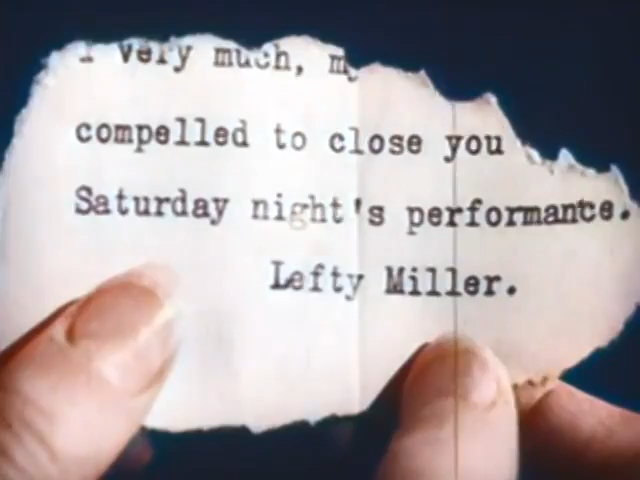 very much, m
compelled to close you
Saturday night's performance.
Lefty Miller.